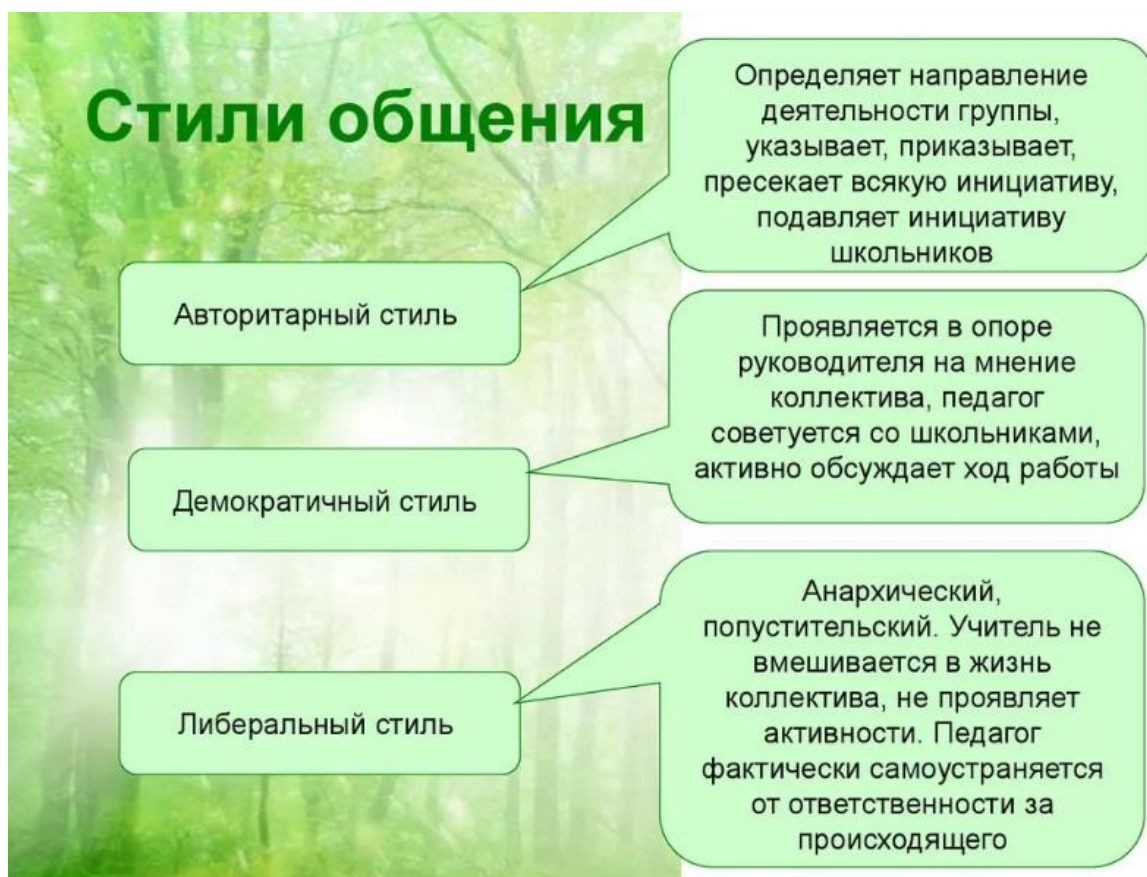 Стили общения
Определяет направление
деятельности группы,
указывает, приказывает,
пресекает всякую инициативу,
подавляет инициативу
школьников
Авторитарный стиль
Проявляется в опоре
руководителя на мнение
коллектива, педагог
советуется со школьниками,
активно обсуждает ход работы
Демократичный стиль
Анархический,
попустительский. Учитель не
вмешивается в жизнь
коллектива, не проявляет
активности. Педагог
фактически самоустраняется
от ответственности за
происходящего
Либеральный стиль